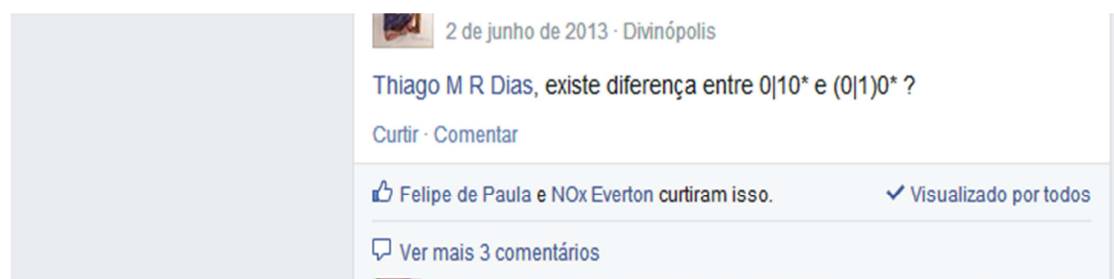 2 de junho de 2013 · Divinópolis
Thiago M R Dias, existe diferença entre 0|10* e (0|1)0* ?
Curtir · Comentar
Felipe de Paula e NOx Everton curtiram isso. Visualizado por todos
Ver mais 3 comentários